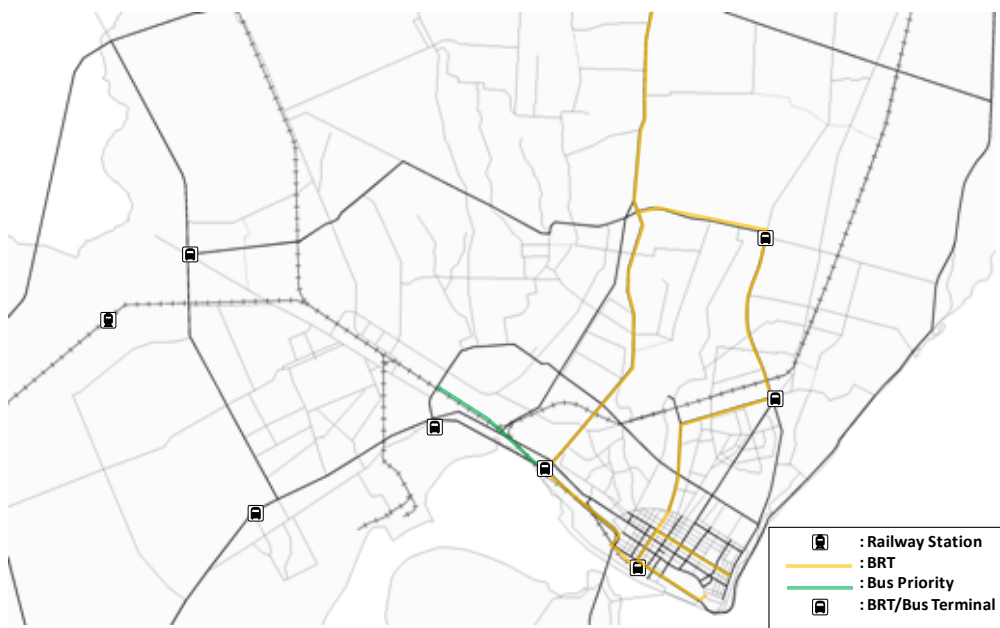 : Railway Station
: BRT
: Bus Priority
: BRT/Bus Terminal